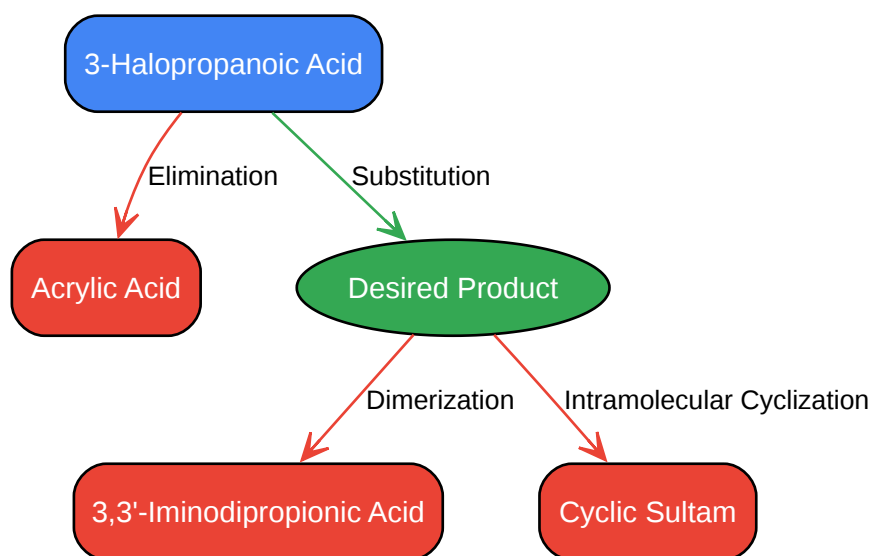 3-Halopropanoic Acid
Elimination
Substitution
Acrylic Acid
Desired Product
Dimerization
Intramolecular Cyclization
3,3'-Iminodipropionic Acid
Cyclic Sultam